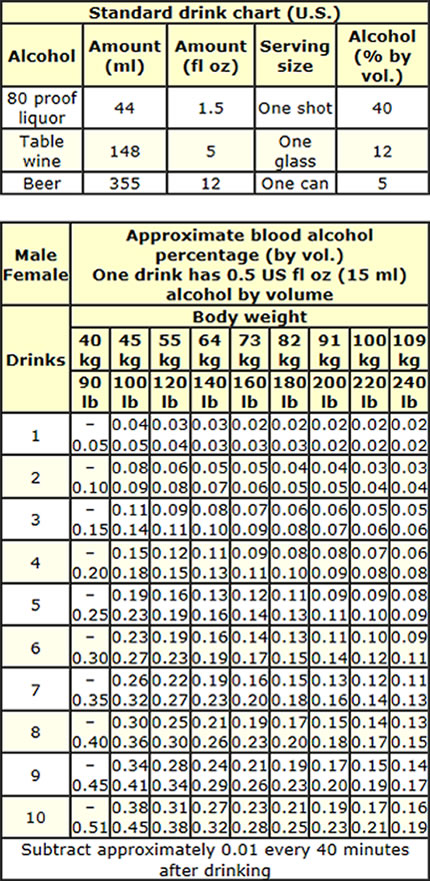 Standard drink chart (U.S.)
Alcohol Amount (ml) Amount (fl oz) Serving size Alcohol (% by vol.)
80 proof liquor 44 1.5 One shot 40
Table wine 148 5 One glass 12
Beer 355 12 One can 5
Male
Female
Approximate blood alcohol
percentage (by vol.)
One drink has 0.5 US fl oz (15 ml)
alcohol by volume
Drinks
Body weight
40 kg 45 kg 55 kg 64 kg 73 kg 82 kg 91 kg 100 kg 109 kg
90 lb 100 lb 120 lb 140 lb 160 lb 180 lb 200 lb 220 lb 240 lb
1
– 0.04 0.03 0.03 0.02 0.02 0.02 0.02 0.02
0.05 0.05 0.04 0.03 0.03 0.03 0.02 0.02 0.02
2
– 0.08 0.06 0.05 0.05 0.04 0.04 0.03 0.03
0.10 0.09 0.08 0.07 0.06 0.05 0.05 0.04 0.04
3
– 0.11 0.09 0.08 0.07 0.06 0.06 0.05 0.05
0.15 0.14 0.11 0.10 0.09 0.08 0.07 0.06 0.06
4
– 0.15 0.12 0.11 0.09 0.08 0.08 0.07 0.06
0.20 0.18 0.15 0.13 0.11 0.10 0.09 0.08 0.08
5
– 0.19 0.16 0.13 0.12 0.11 0.09 0.09 0.08
0.25 0.23 0.19 0.16 0.14 0.13 0.11 0.10 0.09
6
– 0.23 0.19 0.16 0.14 0.13 0.11 0.10 0.09
0.30 0.27 0.23 0.19 0.17 0.15 0.14 0.12 0.11
7
– 0.26 0.22 0.19 0.16 0.15 0.13 0.12 0.11
0.35 0.32 0.27 0.23 0.20 0.18 0.16 0.14 0.13
8
– 0.30 0.25 0.21 0.19 0.17 0.15 0.14 0.13
0.40 0.36 0.30 0.26 0.23 0.20 0.18 0.17 0.15
9
– 0.34 0.28 0.24 0.21 0.19 0.17 0.15 0.14
0.45 0.41 0.34 0.29 0.26 0.23 0.20 0.19 0.17
10
– 0.38 0.31 0.27 0.23 0.21 0.19 0.17 0.16
0.51 0.45 0.38 0.32 0.28 0.25 0.23 0.21 0.19
Subtract approximately 0.01 every 40 minutes
after drinking